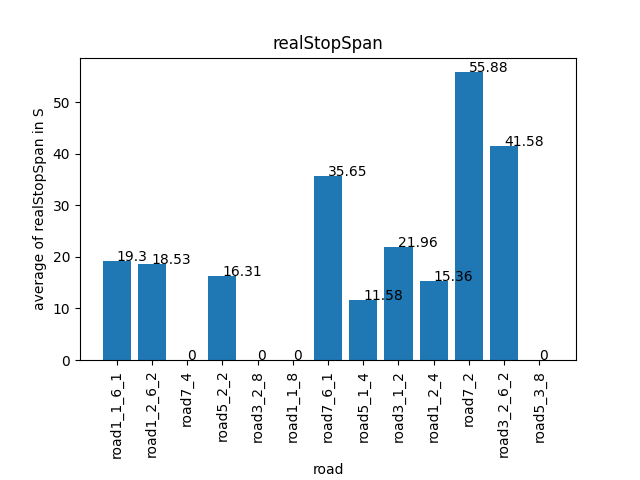 realStopSpan
average of realStopSpan in S
50
40
30
20
10
0
19.3
18.53
0
16.31
0
0
35.65
11.58
21.96
15.36
55.88
41.58
0
road1_1_6_1
road1_2_6_2
road7_4
road5_2_2
road3_2_8
road1_1_8
road7_6_1
road5_1_4
road3_1_2
road1_2_4
road7_2
road3_2_6_2
road5_3_8
road